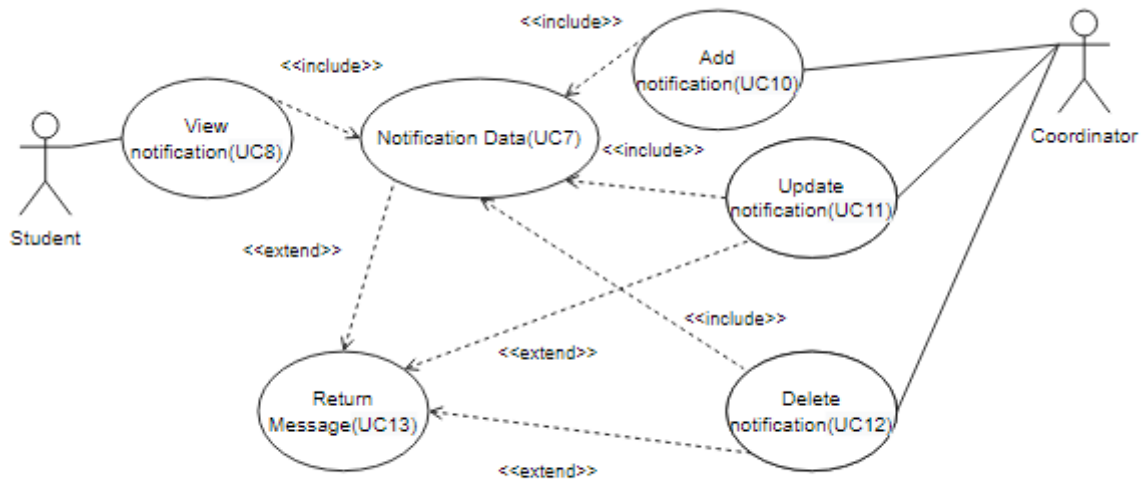 <<include>>
Add
notification(UC10)
<<include>>
View
notification(UC8)
Notification Data(UC7)
Coordinator
<<include>>
Update
notification(UC11)
Student
<<extend>>
<<include>>
<<extend>>
Return
Message(UC13)
Delete
notification(UC12)
<<extend>>